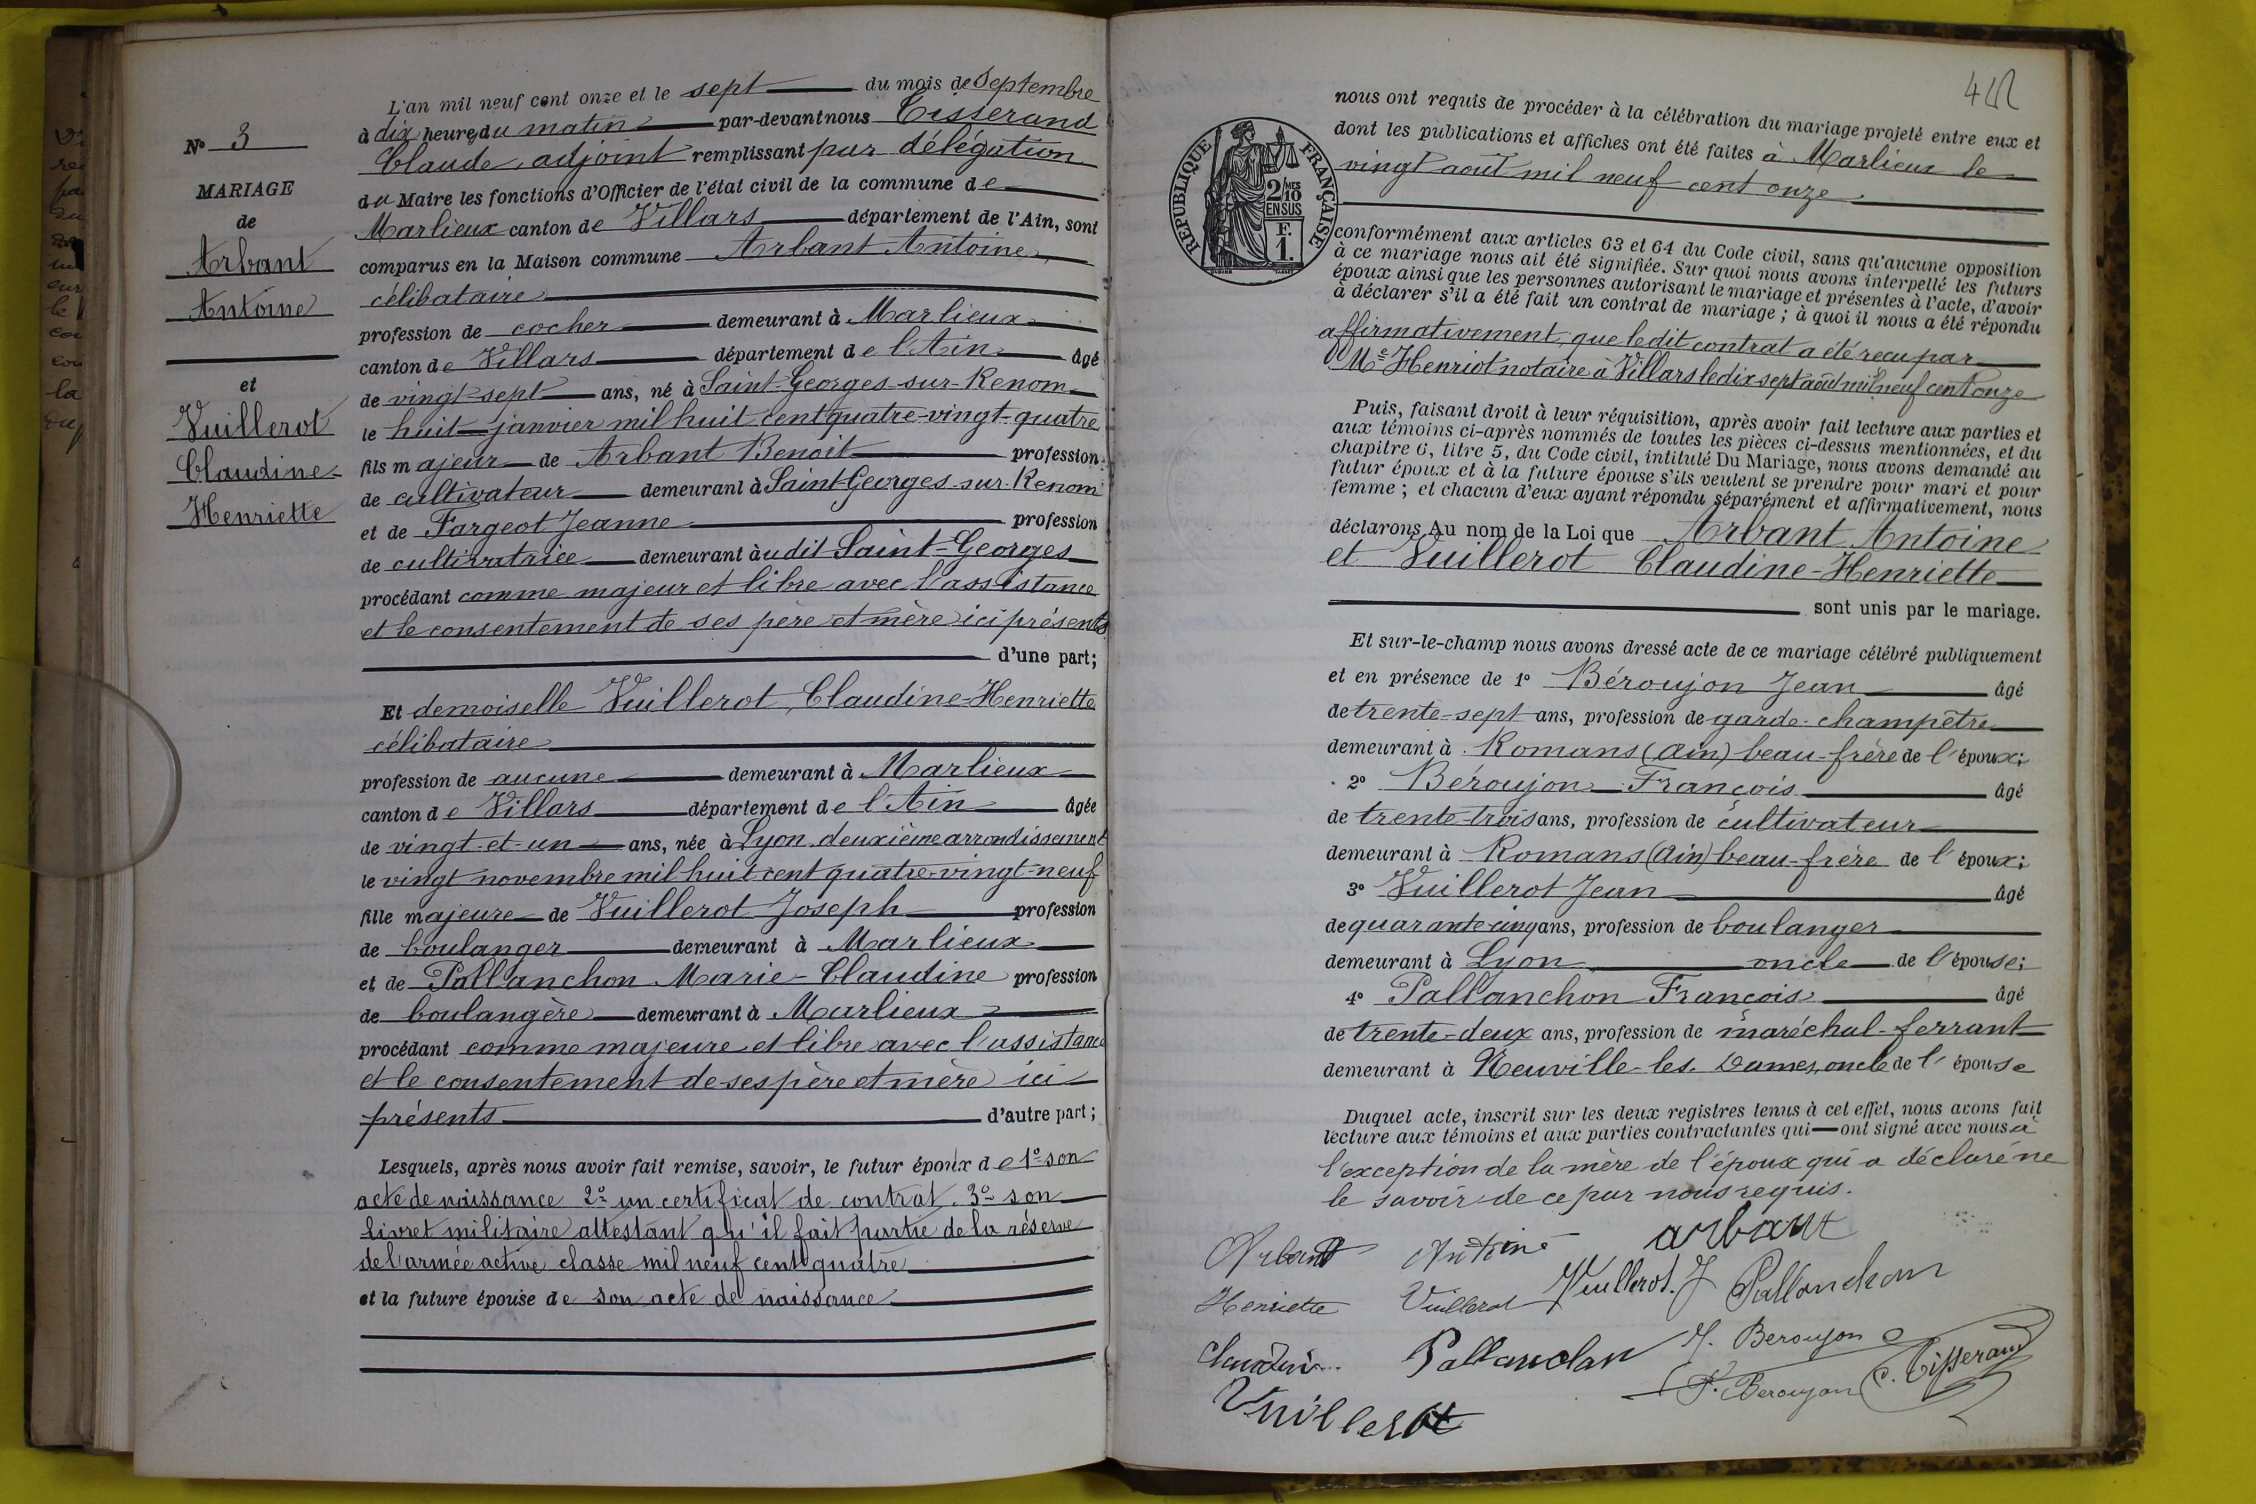 N° 3
MARIAGE
de
Arbant
Antoine
et
Vuillerot
Claudine
Henriette
L'an mil neuf cent onze et le sept du mois de Septembre
à dix heures du matin par-devant nous Tisserand
Claude, adjoint remplissant par délégation
du Maire les fonctions d'Officier de l'état civil de la commune de
Marlieux canton de Villars département de l'Ain, sont
comparus en la Maison commune Arbant Antoine,
célibataire
profession de cocher demeurant à Marlieux
canton de Villars département de l'Ain âgé
de vingt-sept ans, né à Saint-Georges-sur-Renom
le huit janvier mil huit cent quatre-vingt-quatre
fils majeur de Arbant Benoit profession
de cultivateur demeurant à Saint-Georges-sur-Renom
et de Fargeot Jeanne profession
de cultivatrice demeurant audit Saint-Georges
procédant comme majeur et libre avec l'assistance
et le consentement de ses père et mère ici présents
d'une part;
Et demoiselle Vuillerot, Claudine-Henriette
célibataire
profession de aucune demeurant à Marlieux
canton de Villars département de l'Ain âgée
de vingt-et-un ans, née à Lyon deuxième arrondissement
le vingt novembre mil huit cent quatre-vingt-neuf
fille majeure de Vuillerot Joseph profession
de boulanger demeurant à Marlieux
et de Pallanchon Marie-Claudine profession
de boulangère demeurant à Marlieux
procédant comme majeure et libre avec l'assistance
et le consentement de ses père et mère ici
présents d'autre part;
Lesquels, après nous avoir fait remise, savoir, le futur époux de 1° son
acte de naissance 2° un certificat de contrat. 3° son
livret militaire attestant qu'il fait partie de la réserve
de l'armée active classe mil neuf cent quatre
et la future épouse de son acte de naissance
RÉPUBLIQUE FRANÇAISE
2/10 MES
EN SUS
F.
1.
nous ont requis de procéder à la célébration du mariage projeté entre eux et
dont les publications et affiches ont été faites à Marlieux le
vingt août mil neuf cent onze
conformément aux articles 63 et 64 du Code civil, sans qu'aucune opposition
à ce mariage nous ait été signifiée. Sur quoi nous avons interpellé les futurs
époux ainsi que les personnes autorisant le mariage et présentes à l'acte, d'avoir
à déclarer s'il a été fait un contrat de mariage; à quoi il nous a été répondu
affirmativement, que ledit contrat a été reçu par
Me Henriot notaire à Villars le dix sept août mil neuf cent onze
Puis, faisant droit à leur réquisition, après avoir fait lecture aux parties et
aux témoins ci-après nommés de toutes les pièces ci-dessus mentionnées, et du
chapitre 6, titre 5, du Code civil, intitulé Du Mariage, nous avons demandé au
futur époux et à la future épouse s'ils veulent se prendre pour mari et pour
femme; et chacun d'eux ayant répondu séparément et affirmativement, nous
déclarons Au nom de la Loi que Arbant Antoine
et Vuillerot Claudine-Henriette
sont unis par le mariage.
Et sur-le-champ nous avons dressé acte de ce mariage célébré publiquement
et en présence de 1° Béroujon Jean âgé
de trente-sept ans, profession de garde-champêtre
demeurant à Romans (Ain) beau-frère de l'époux;
2° Béroujon François âgé
de trente-trois ans, profession de cultivateur
demeurant à Romans (Ain) beau-frère de l'époux;
3° Vuillerot Jean âgé
de quarante cinq ans, profession de boulanger
demeurant à Lyon oncle de l'épouse;
4° Pallanchon François âgé
de trente-deux ans, profession de maréchal-ferrant
demeurant à Neuville-les-Dames, oncle de l'épouse
Duquel acte, inscrit sur les deux registres tenus à cet effet, nous avons fait
lecture aux témoins et aux parties contractantes qui ont signé avec nous à
l'exception de la mère de l'époux qui a déclaré ne
le savoir de ce par nous requis.
Arbant Antoine arbant
Henriette Vuillerot Vuillerot. J Pallanchon
Pallanchon J. Beroujon
F. Beroujon C. Tisserand
Vuillerot